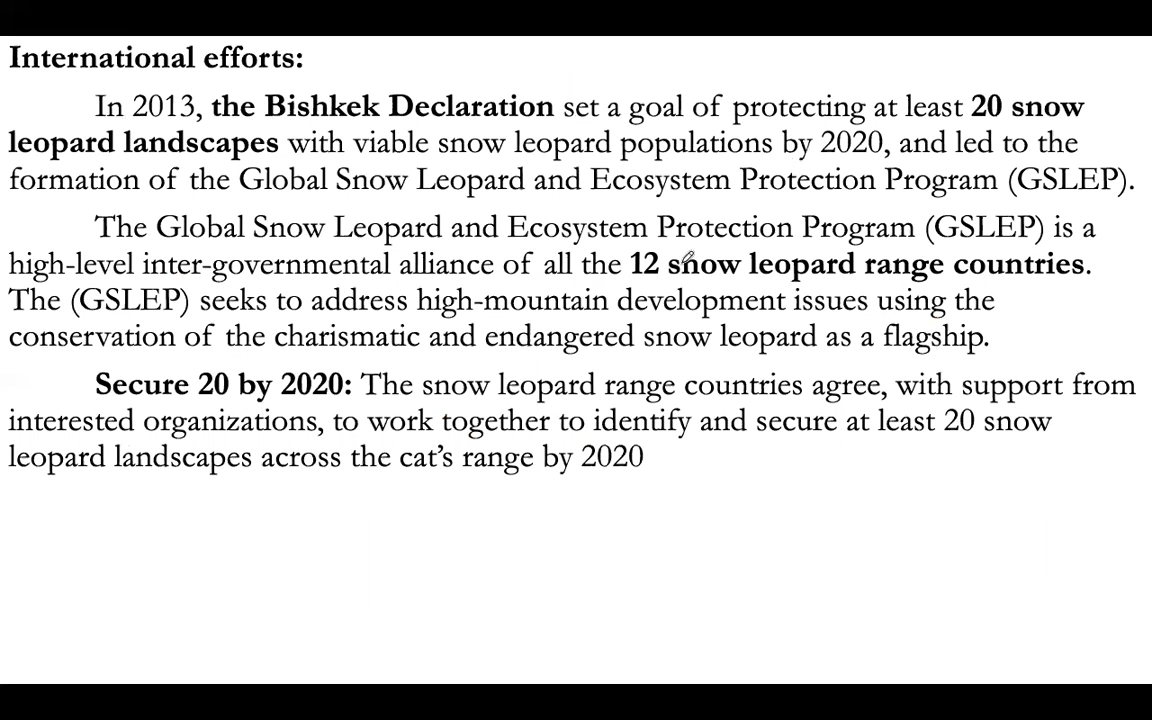 International efforts:
In 2013, the Bishkek Declaration set a goal of protecting at least 20 snow
leopard landscapes with viable snow leopard populations by 2020, and led to the
formation of the Global Snow Leopard and Ecosystem Protection Program (GSLEP).
The Global Snow Leopard and Ecosystem Protection Program (GSLEP) is a
high-level inter-governmental alliance of all the 12 snow leopard range countries.
The (GSLEP) seeks to address high-mountain development issues using the
conservation of the charismatic and endangered snow leopard as a flagship.
Secure 20 by 2020: The snow leopard range countries agree, with support from
interested organizations, to work together to identify and secure at least 20 snow
leopard landscapes across the cat’s range by 2020